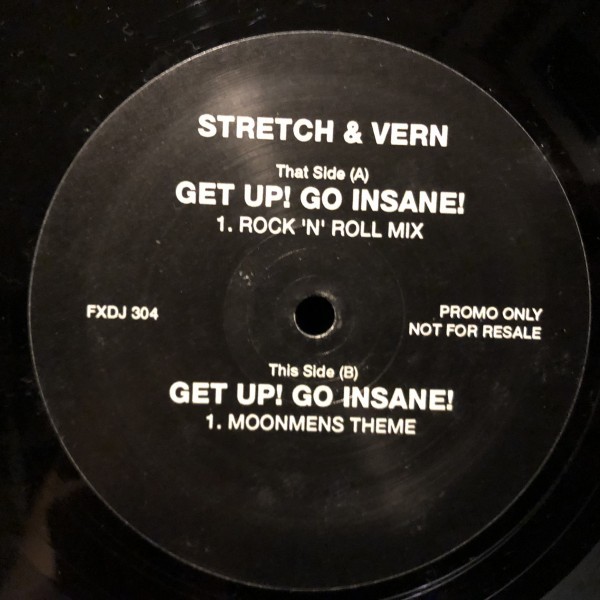 STRETCH & VERN
That Side (A)
GET UP! GO INSANE!
1. ROCK 'N' ROLL MIX
FXDJ 304
PROMO ONLY
NOT FOR RESALE
This Side (B)
GET UP! GO INSANE!
1. MOONMENS THEME